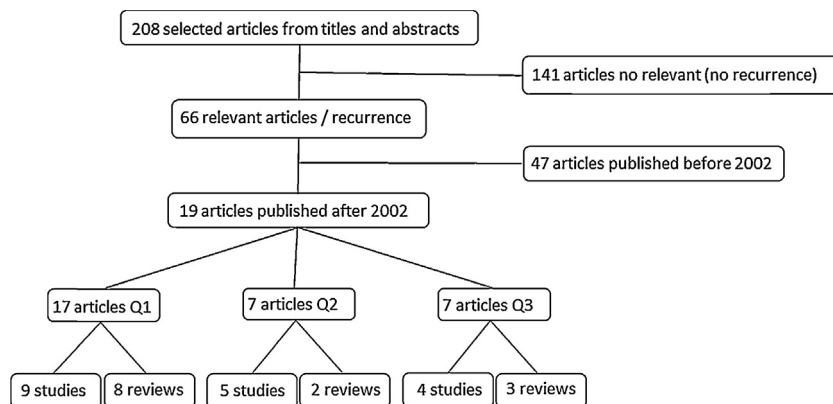 208 selected articles from titles and abstracts
141 articles no relevant (no recurrence)
66 relevant articles / recurrence
47 articles published before 2002
19 articles published after 2002
17 articles Q1
7 articles Q2
7 articles Q3
9 studies
8 reviews
5 studies
2 reviews
4 studies
3 reviews